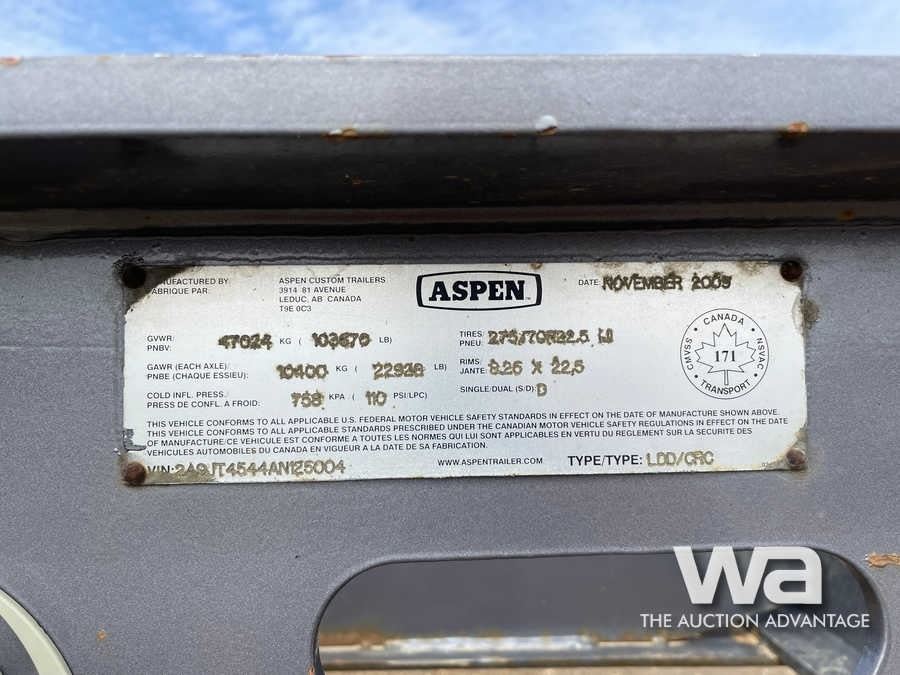 MANUFACTURED BY: ASPEN CUSTOM TRAILERS
FABRIQUE PAR: 3914 81 AVENUE
LEDUC, AB CANADA
T9E 0C3
ASPEN™
DATE: NOVEMBER 2009
GVWR/ 47024 KG ( 103670 LB)
PNBV:
TIRES/ 275/70R22.5
PNEU:
GAWR (EACH AXLE)/ 10400 KG ( 22928 LB)
PNBE (CHAQUE ESSIEU):
RIMS/ 8.25 X 22.5
JANTE:
COLD INFL. PRESS./ 758 KPA ( 110 PSI/LPC)
PRESS DE CONFL. A FROID:
SINGLE/DUAL (S/D): D
CANADA
CMVSS 171 NSVAC
TRANSPORT
THIS VEHICLE CONFORMS TO ALL APPLICABLE U.S. FEDERAL MOTOR VEHICLE SAFETY STANDARDS IN EFFECT ON THE DATE OF MANUFACTURE SHOWN ABOVE.
THIS VEHICLE CONFORMS TO ALL APPLICABLE STANDARDS PRESCRIBED UNDER THE CANADIAN MOTOR VEHICLE SAFETY REGULATIONS IN EFFECT ON THE DATE
OF MANUFACTURE/CE VEHICULE EST CONFORME A TOUTES LES NORMES QUI LUI SONT APPLICABLES EN VERTU DU REGLEMENT SUR LA SECURITE DES
VEHICULES AUTOMOBILES DU CANADA EN VIGUEUR A LA DATE DE SA FABRICATION.
VIN: 2A9JT4544AN125004
WWW.ASPENTRAILER.COM
TYPE/TYPE: LDD/CRC
wa
THE AUCTION ADVANTAGE